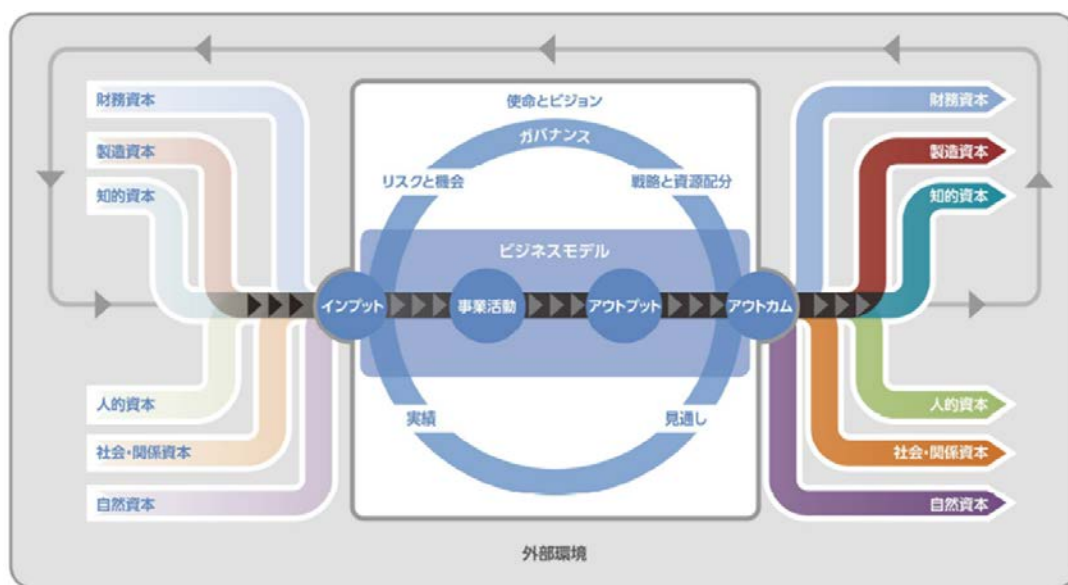 財務資本
製造資本
知的資本
人的資本
社会・関係資本
自然資本
使命とビジョン
ガバナンス
リスクと機会
戦略と資源配分
ビジネスモデル
インプット
事業活動
アウトプット
アウトカム
実績
見通し
財務資本
製造資本
知的資本
人的資本
社会・関係資本
自然資本
外部環境